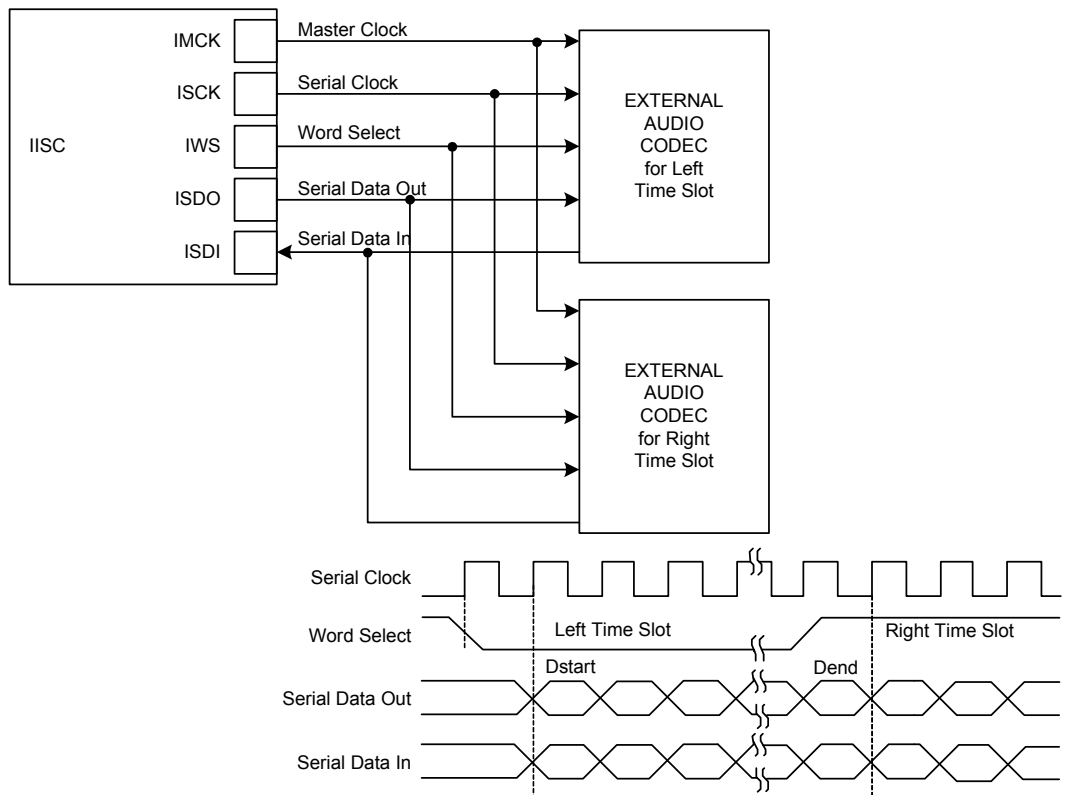 IISC
IMCK
Master Clock
ISCK
Serial Clock
IWS
Word Select
ISDO
Serial Data Out
ISDI
Serial Data In
EXTERNAL
AUDIO
CODEC
for Left
Time Slot
EXTERNAL
AUDIO
CODEC
for Right
Time Slot
Serial Clock
Word Select
Left Time Slot
Right Time Slot
Dstart
Dend
Serial Data Out
Serial Data In